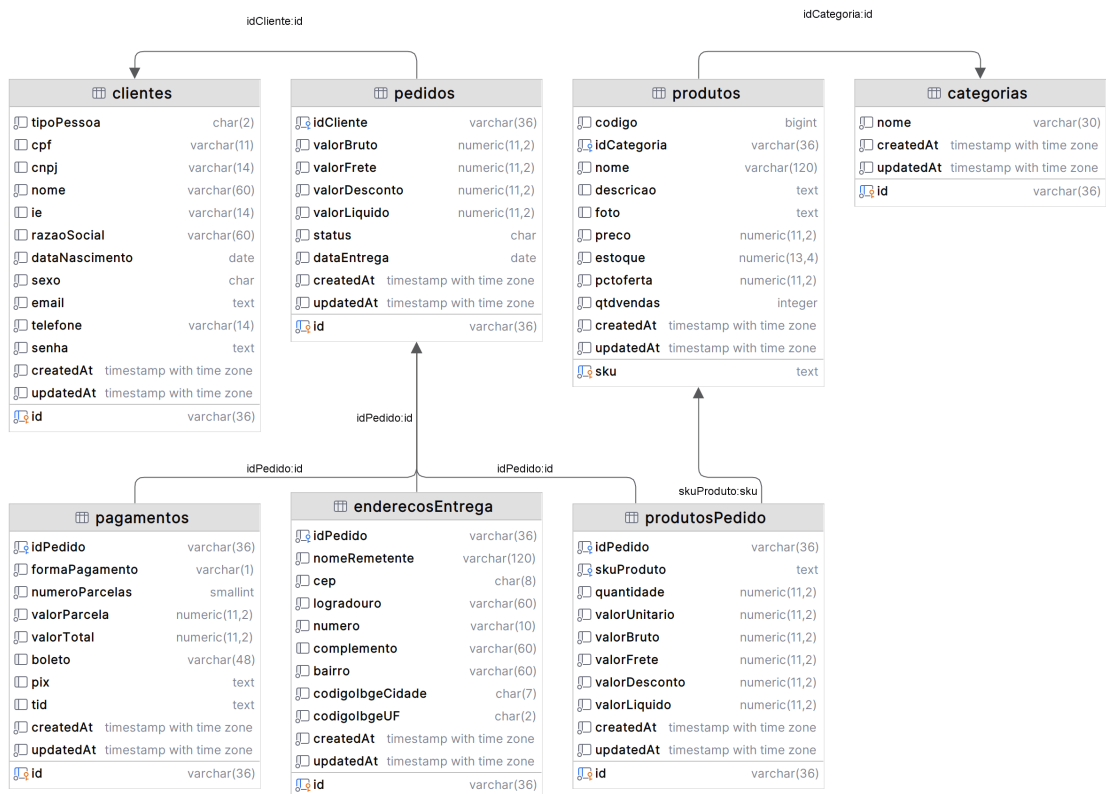 idCliente:id
idCategoria:id
clientes
tipoPessoa char(2)
cpf varchar(11)
cnpj varchar(14)
nome varchar(60)
ie varchar(14)
razaoSocial varchar(60)
dataNascimento date
sexo char
email text
telefone varchar(14)
senha text
createdAt timestamp with time zone
updatedAt timestamp with time zone
id varchar(36)
pedidos
idCliente varchar(36)
valorBruto numeric(11,2)
valorFrete numeric(11,2)
valorDesconto numeric(11,2)
valorLiquido numeric(11,2)
status char
dataEntrega date
createdAt timestamp with time zone
updatedAt timestamp with time zone
id varchar(36)
produtos
codigo bigint
idCategoria varchar(36)
nome varchar(120)
descricao text
foto text
preco numeric(11,2)
estoque numeric(13,4)
pctoferta numeric(11,2)
qtdvendas integer
createdAt timestamp with time zone
updatedAt timestamp with time zone
sku text
categorias
nome varchar(30)
createdAt timestamp with time zone
updatedAt timestamp with time zone
id varchar(36)
idPedido:id
idPedido:id
idPedido:id
skuProduto:sku
pagamentos
idPedido varchar(36)
formaPagamento varchar(1)
numeroParcelas smallint
valorParcela numeric(11,2)
valorTotal numeric(11,2)
boleto varchar(48)
pix text
tid text
createdAt timestamp with time zone
updatedAt timestamp with time zone
id varchar(36)
enderecosEntrega
idPedido varchar(36)
nomeRemetente varchar(120)
cep char(8)
logradouro varchar(60)
numero varchar(10)
complemento varchar(60)
bairro varchar(60)
codigoIbgeCidade char(7)
codigoIbgeUF char(2)
createdAt timestamp with time zone
updatedAt timestamp with time zone
id varchar(36)
produtosPedido
idPedido varchar(36)
skuProduto text
quantidade numeric(11,2)
valorUnitario numeric(11,2)
valorBruto numeric(11,2)
valorFrete numeric(11,2)
valorDesconto numeric(11,2)
valorLiquido numeric(11,2)
createdAt timestamp with time zone
updatedAt timestamp with time zone
id varchar(36)